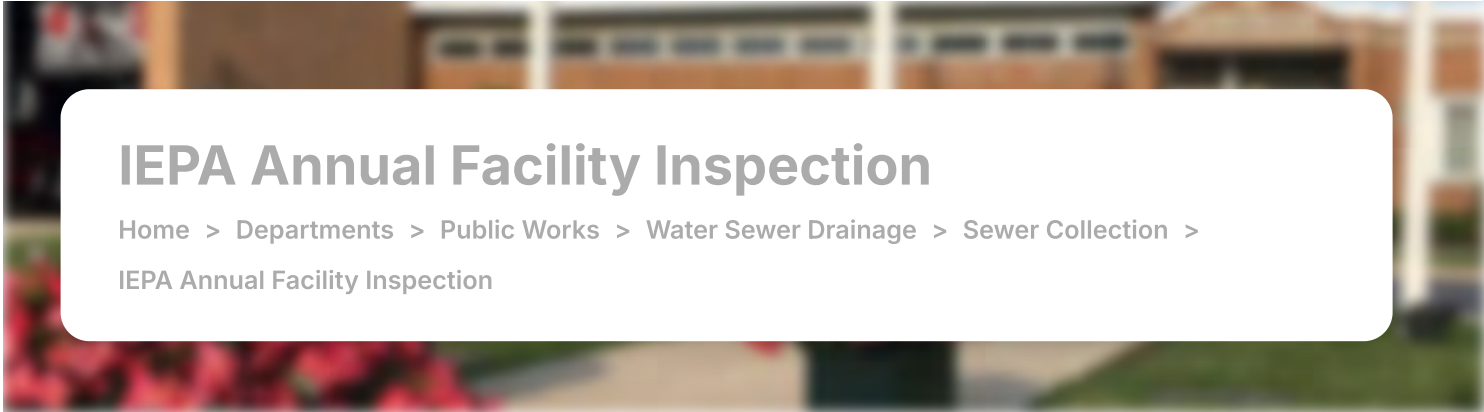 IEPA Annual Facility Inspection
Home > Departments > Public Works > Water Sewer Drainage > Sewer Collection >
IEPA Annual Facility Inspection